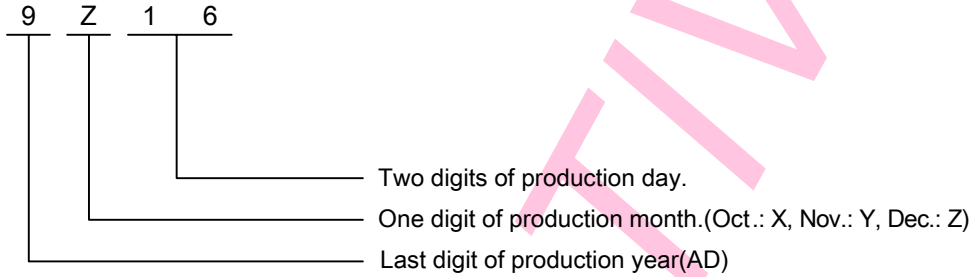 9 Z 1 6
Two digits of production day.
One digit of production month.(Oct.: X, Nov.: Y, Dec.: Z)
Last digit of production year(AD)